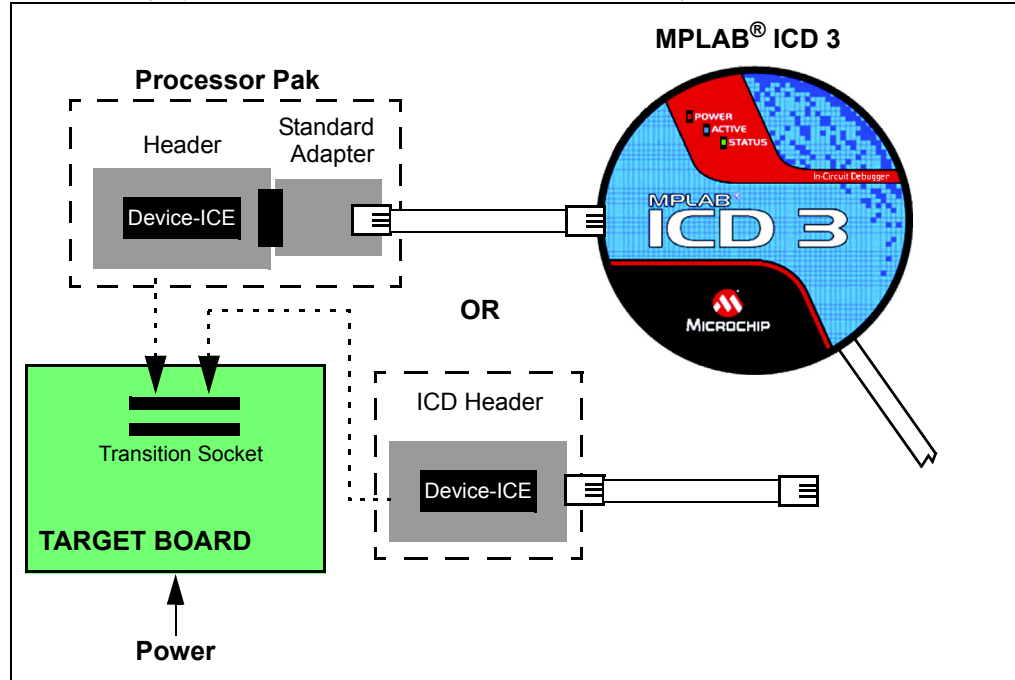 MPLAB® ICD 3
Processor Pak
Header
Standard
Adapter
Device-ICE
POWER
ACTIVE
STATUS
In-Circuit Debugger
MPLAB®
ICD 3
MICROCHIP
OR
ICD Header
Device-ICE
Transition Socket
TARGET BOARD
Power